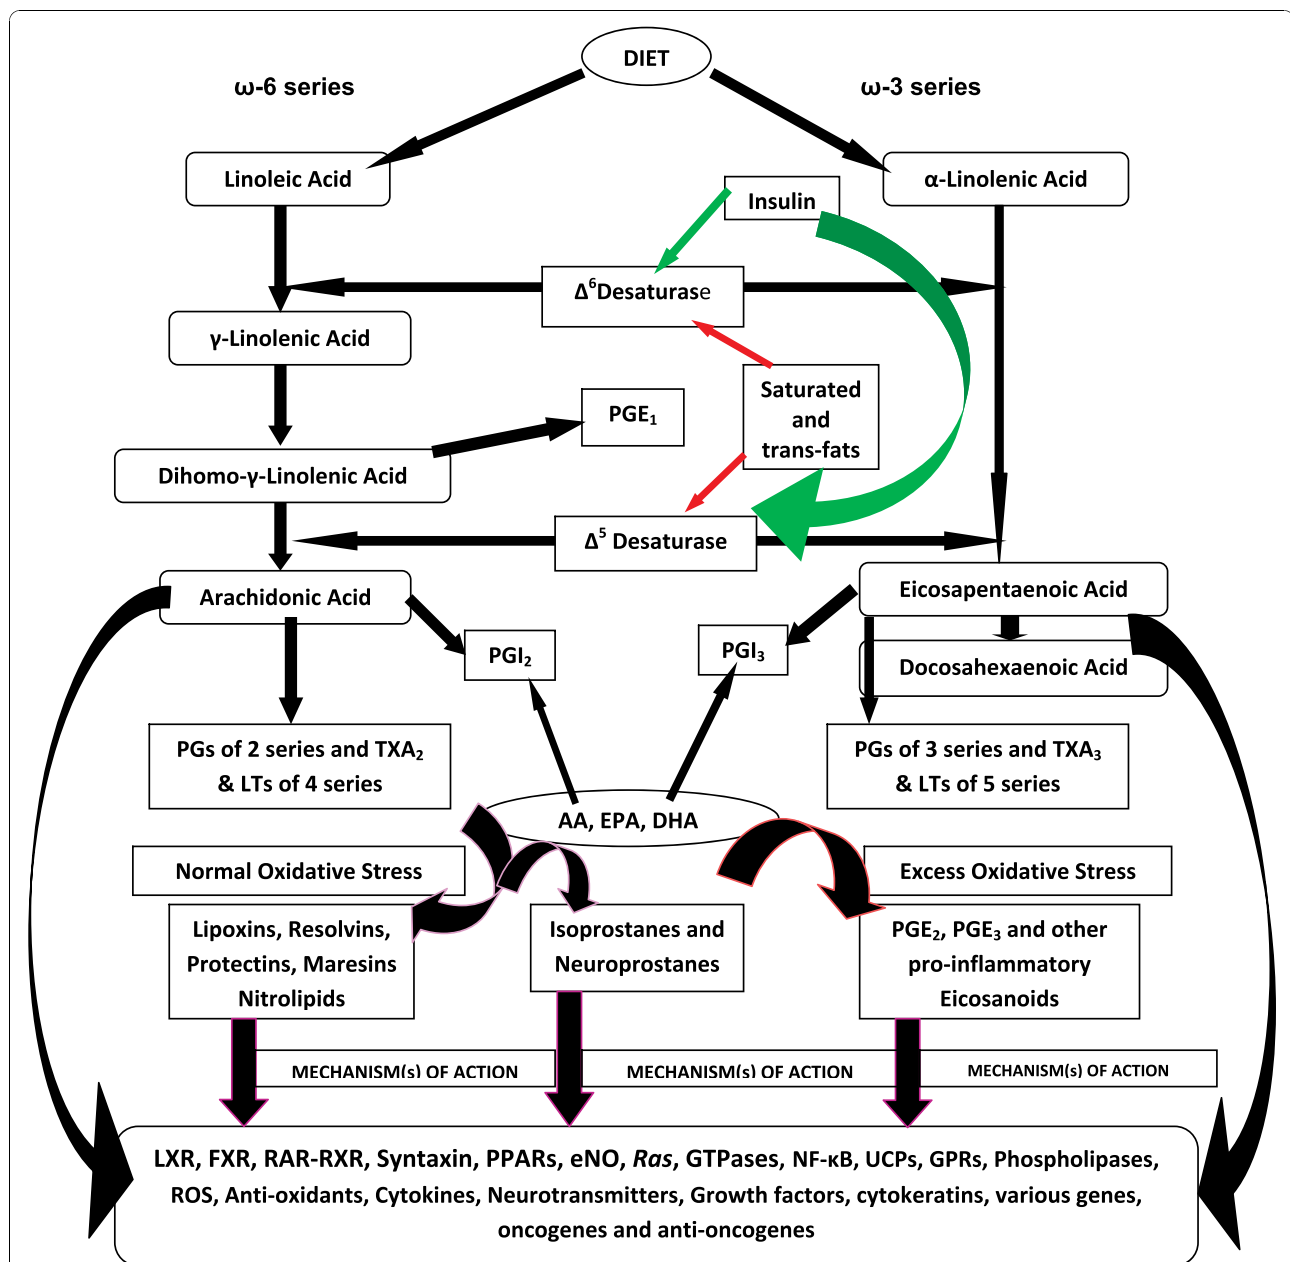 DIET
ω-6 series
ω-3 series
Linoleic Acid
α-Linolenic Acid
Insulin
Δ⁶Desaturase
γ-Linolenic Acid
Saturated
and
trans-fats
PGE₁
Dihomo-γ-Linolenic Acid
Δ⁵ Desaturase
Arachidonic Acid
Eicosapentaenoic Acid
PGI₂
PGI₃
Docosahexaenoic Acid
PGs of 2 series and TXA₂
& LTs of 4 series
PGs of 3 series and TXA₃
& LTs of 5 series
AA, EPA, DHA
Normal Oxidative Stress
Excess Oxidative Stress
Lipoxins, Resolvins,
Protectins, Maresins
Nitrolipids
Isoprostanes and
Neuroprostanes
PGE₂, PGE₃ and other
pro-inflammatory
Eicosanoids
MECHANISM(s) OF ACTION
MECHANISM(s) OF ACTION
MECHANISM(s) OF ACTION
LXR, FXR, RAR-RXR, Syntaxin, PPARs, eNO, Ras, GTPases, NF-κB, UCPs, GPRs, Phospholipases,
ROS, Anti-oxidants, Cytokines, Neurotransmitters, Growth factors, cytokeratins, various genes,
oncogenes and anti-oncogenes